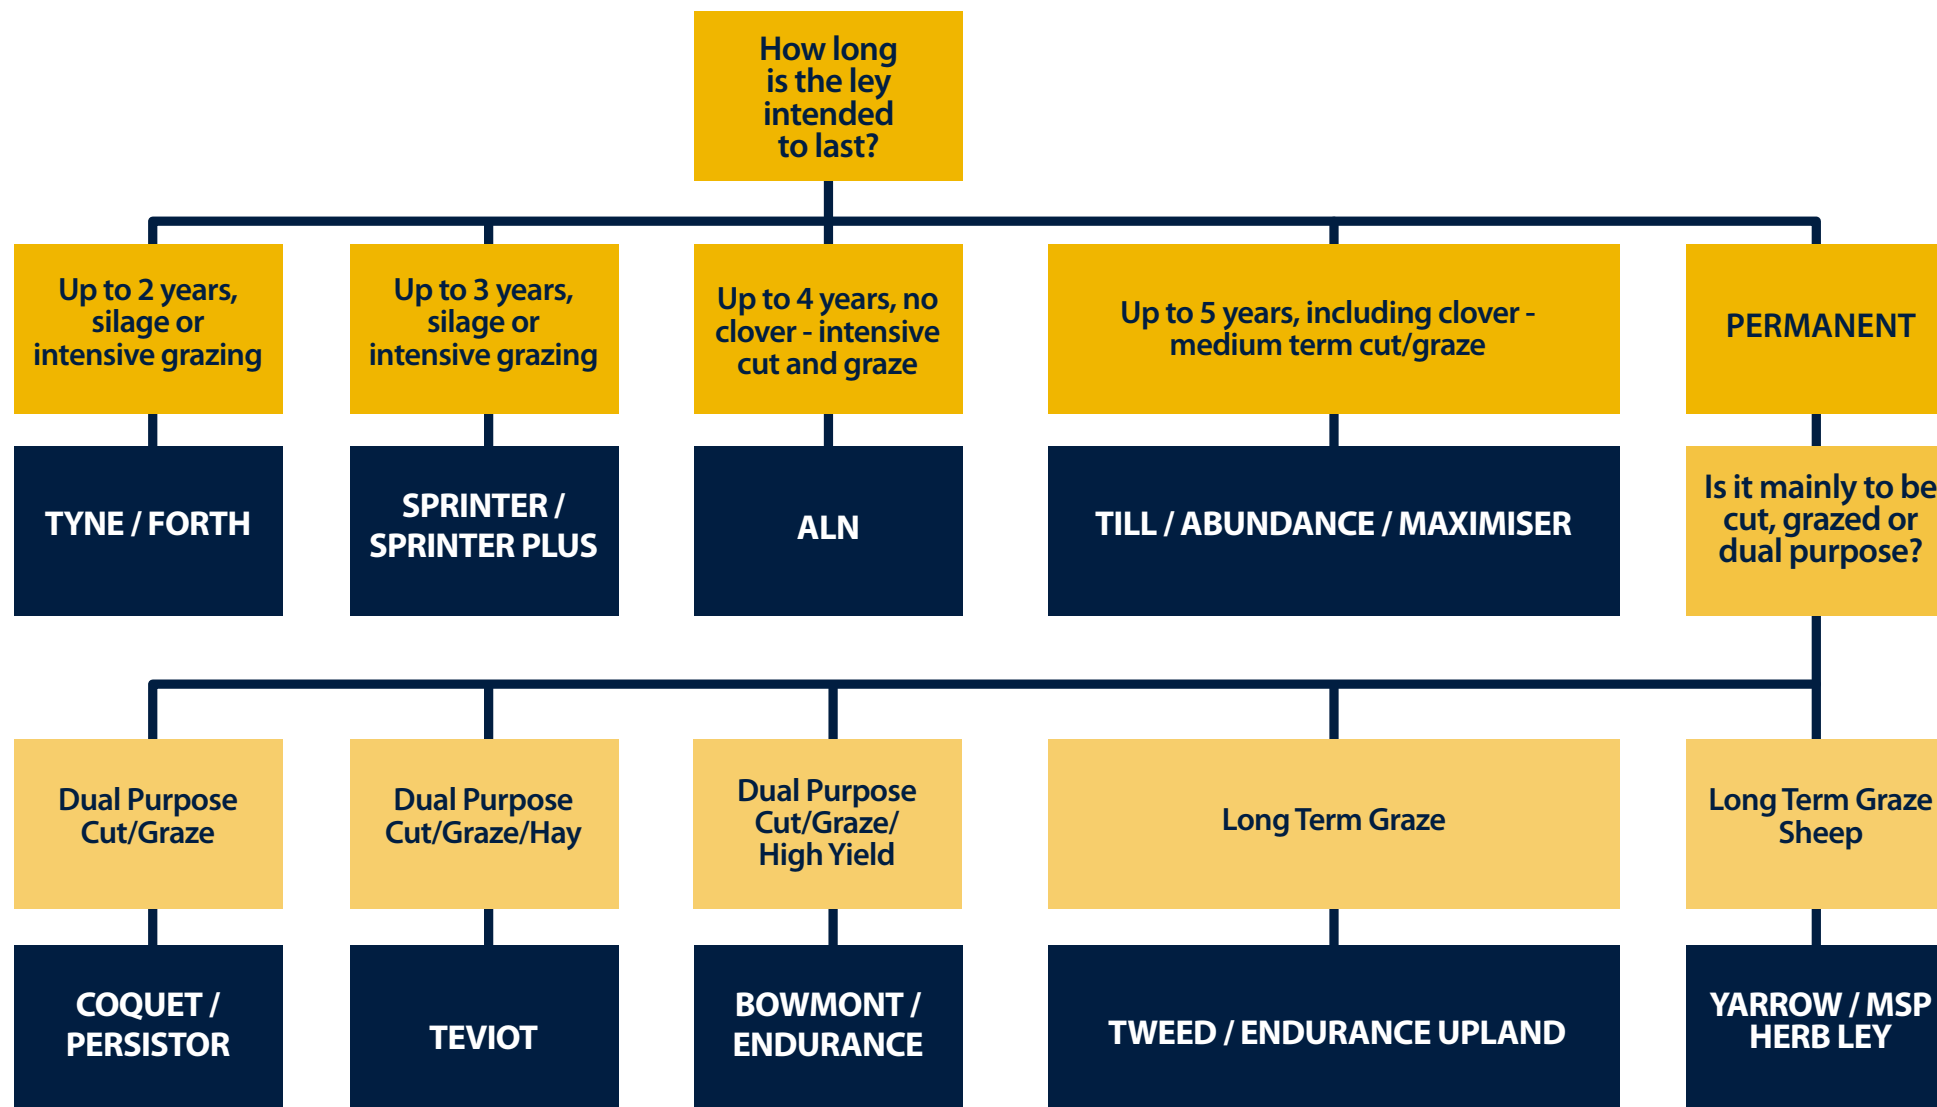 How long
is the ley
intended
to last?
Up to 2 years,
silage or
intensive grazing
Up to 3 years,
silage or
intensive grazing
Up to 4 years, no
clover - intensive
cut and graze
Up to 5 years, including clover -
medium term cut/graze
PERMANENT
TYNE / FORTH
SPRINTER /
SPRINTER PLUS
ALN
TILL / ABUNDANCE / MAXIMISER
Is it mainly to be
cut, grazed or
dual purpose?
Dual Purpose
Cut/Graze
Dual Purpose
Cut/Graze/Hay
Dual Purpose
Cut/Graze/
High Yield
Long Term Graze
Long Term Graze
Sheep
COQUET /
PERSISTOR
TEVIOT
BOWMONT /
ENDURANCE
TWEED / ENDURANCE UPLAND
YARROW / MSP
HERB LEY